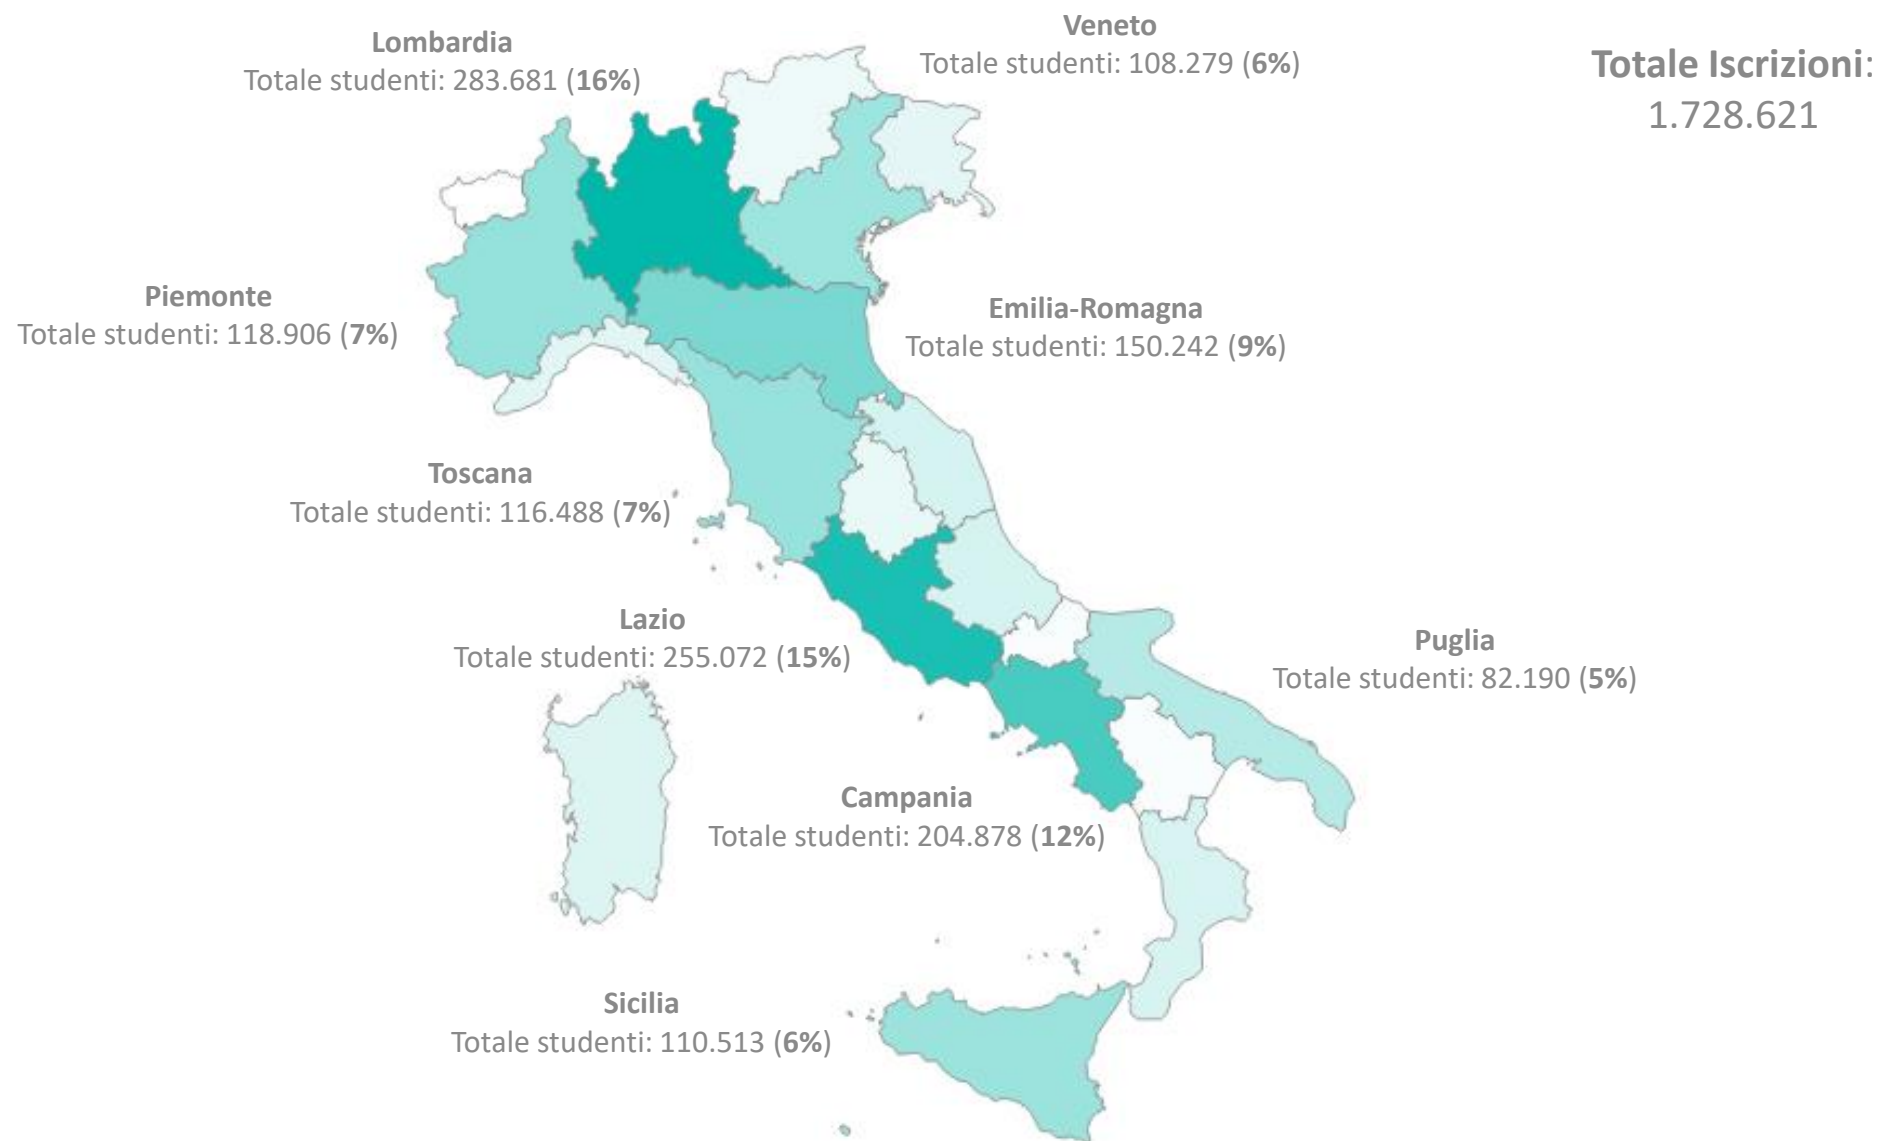 Veneto
Totale studenti: 108.279 (6%)
Lombardia
Totale studenti: 283.681 (16%)
Totale Iscrizioni:
1.728.621
Piemonte
Totale studenti: 118.906 (7%)
Emilia-Romagna
Totale studenti: 150.242 (9%)
Toscana
Totale studenti: 116.488 (7%)
Lazio
Totale studenti: 255.072 (15%)
Puglia
Totale studenti: 82.190 (5%)
Campania
Totale studenti: 204.878 (12%)
Sicilia
Totale studenti: 110.513 (6%)